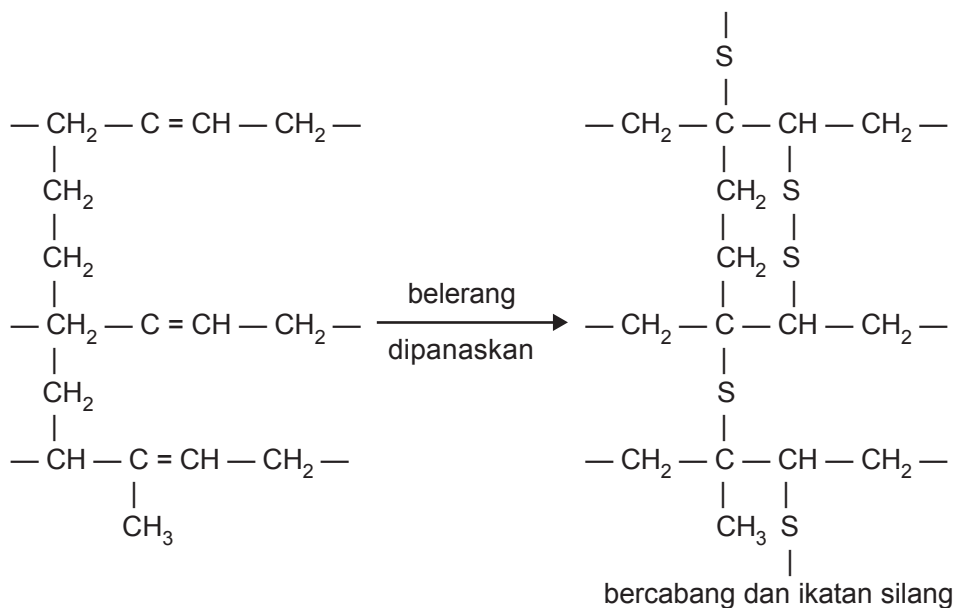 |
S
|
— CH₂ — C = CH — CH₂ — — CH₂ — C — CH — CH₂ —
| | |
CH₂ CH₂ S
| | |
CH₂ CH₂ S
| belerang | |
— CH₂ — C = CH — CH₂ — — CH₂ — C — CH — CH₂ —
| dipanaskan |
CH₂ S
| |
— CH — C = CH — CH₂ — — CH₂ — C — CH — CH₂ —
| | |
CH₃ CH₃ S
|
bercabang dan ikatan silang